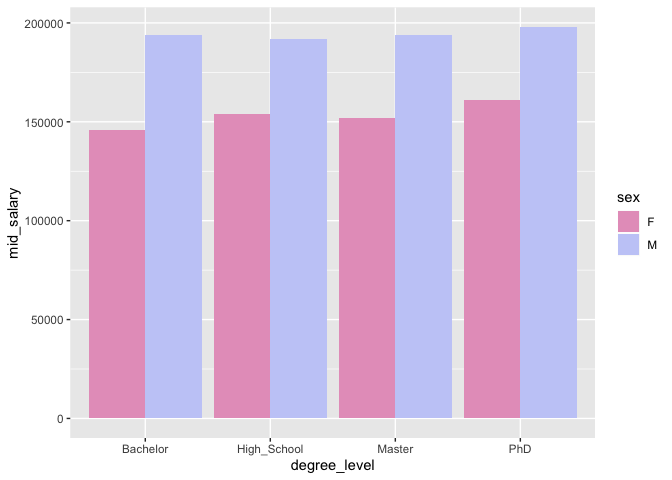 200000
150000
100000
50000
0
mid_salary
Bachelor High_School Master PhD
degree_level
sex
F
M